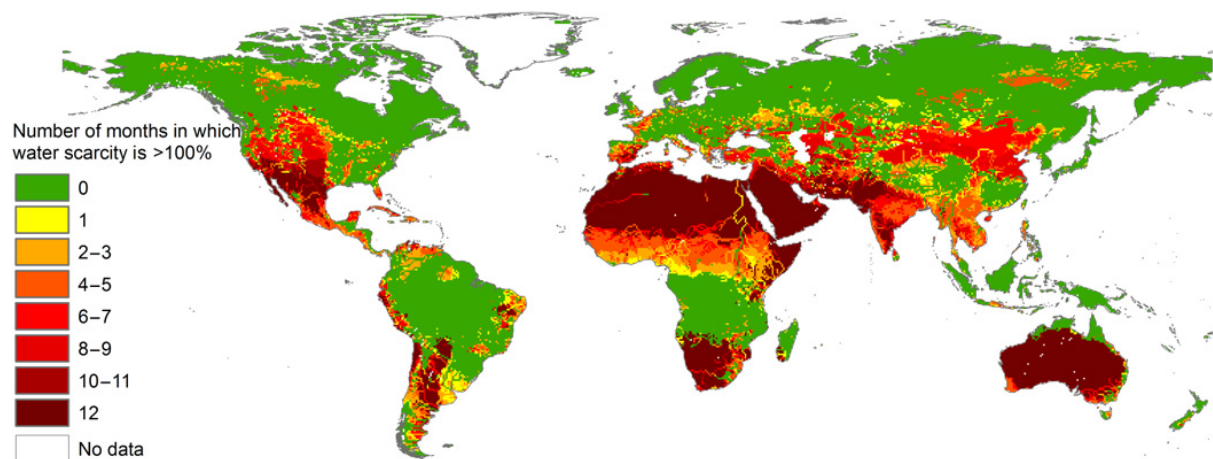 Number of months in which
water scarcity is >100%
0
1
2–3
4–5
6–7
8–9
10–11
12
No data